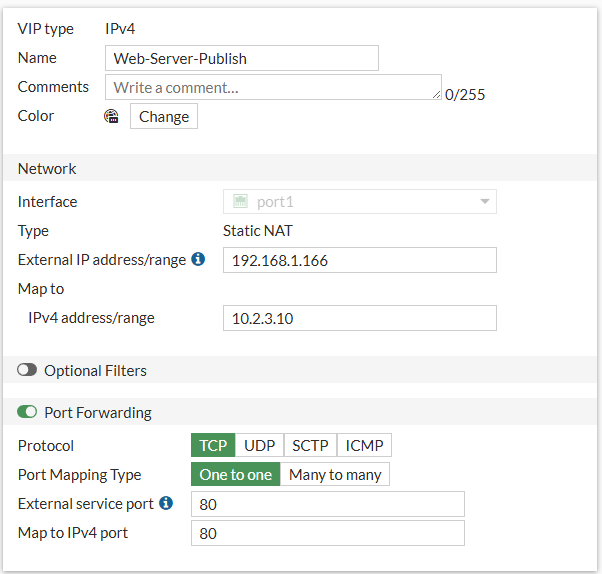 VIP type IPv4
Name Web-Server-Publish
Comments Write a comment... 0/255
Color Change
Network
Interface port1
Type Static NAT
External IP address/range 192.168.1.166
Map to
IPv4 address/range 10.2.3.10
Optional Filters
Port Forwarding
Protocol TCP UDP SCTP ICMP
Port Mapping Type One to one Many to many
External service port 80
Map to IPv4 port 80